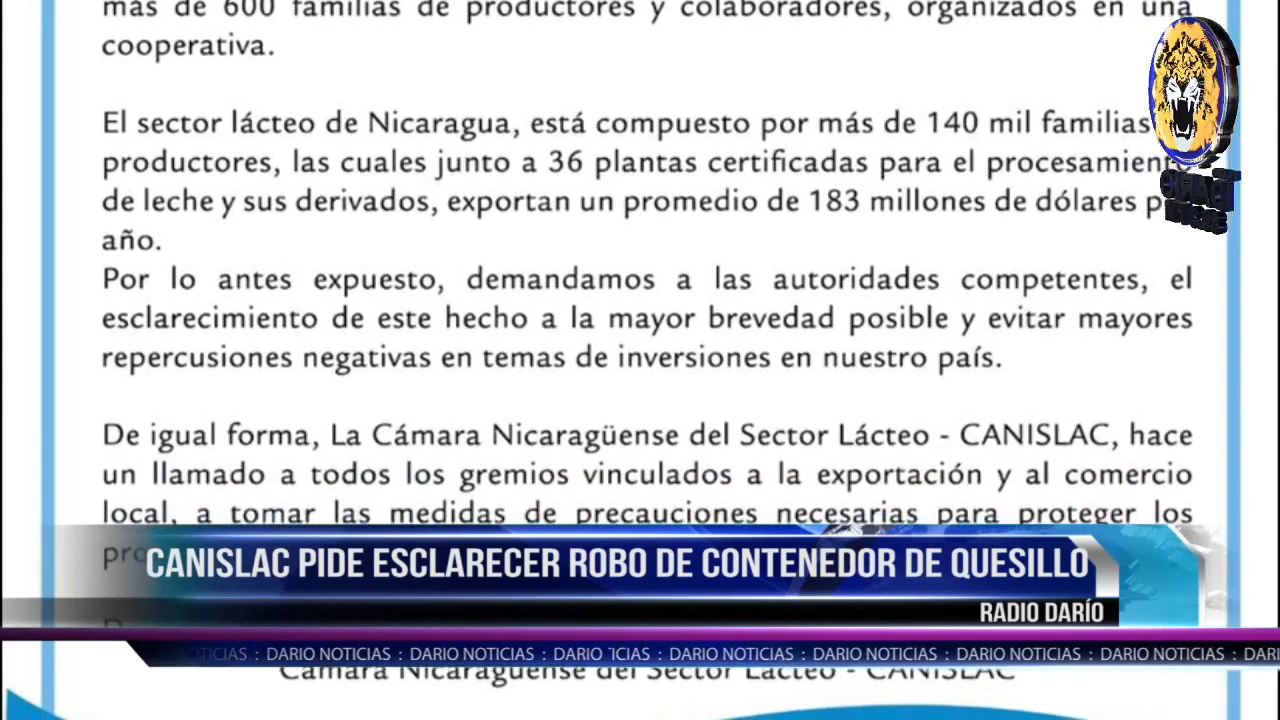 más de 600 familias de productores y colaboradores, organizados en una
cooperativa.
El sector lácteo de Nicaragua, está compuesto por más de 140 mil familias
productores, las cuales junto a 36 plantas certificadas para el procesamiento
de leche y sus derivados, exportan un promedio de 183 millones de dólares p
año.
Por lo antes expuesto, demandamos a las autoridades competentes, el
esclarecimiento de este hecho a la mayor brevedad posible y evitar mayores
repercusiones negativas en temas de inversiones en nuestro país.
De igual forma, La Cámara Nicaragüense del Sector Lácteo - CANISLAC, hace
un llamado a todos los gremios vinculados a la exportación y al comercio
local, a tomar las medidas de precauciones necesarias para proteger los
pro
CANISLAC PIDE ESCLARECER ROBO DE CONTENEDOR DE QUESILLO
RADIO DARÍO
TICIAS : DARIO NOTICIAS : DARIO NOTICIAS : DARIO TICIAS : DARIO NOTICIAS : DARIO NOTICIAS : DARIO NOTICIAS : DARIO NOTICIAS : DARI
Cámara Nicaragüense del Sector Lácteo - CANISLAC